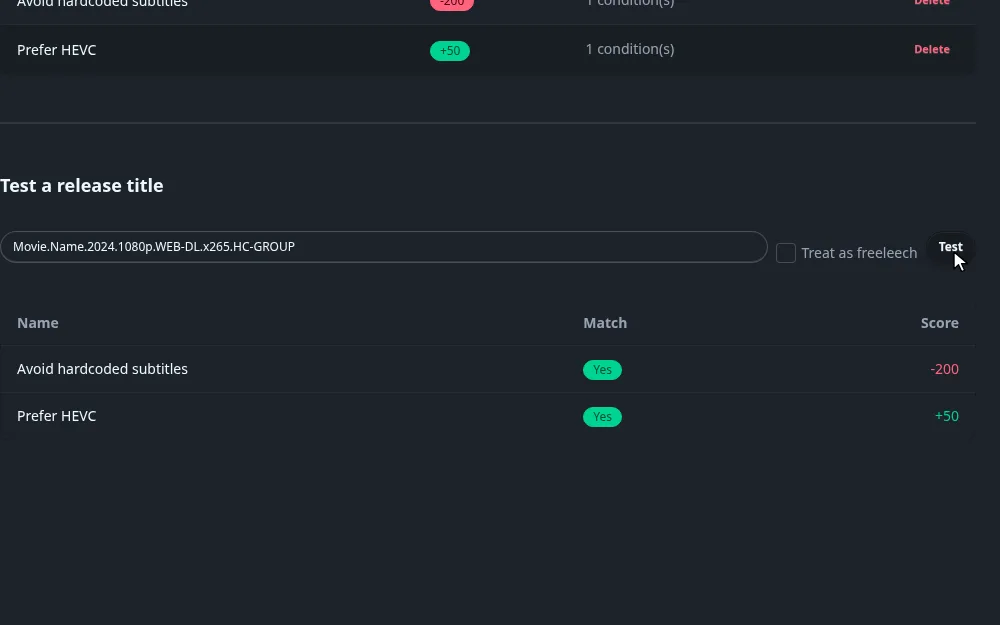 Avoid hardcoded subtitles -200 1 condition(s) Delete
Prefer HEVC +50 1 condition(s) Delete
Test a release title
Movie.Name.2024.1080p.WEB-DL.x265.HC-GROUP Treat as freeleech Test
Name Match Score
Avoid hardcoded subtitles Yes -200
Prefer HEVC Yes +50